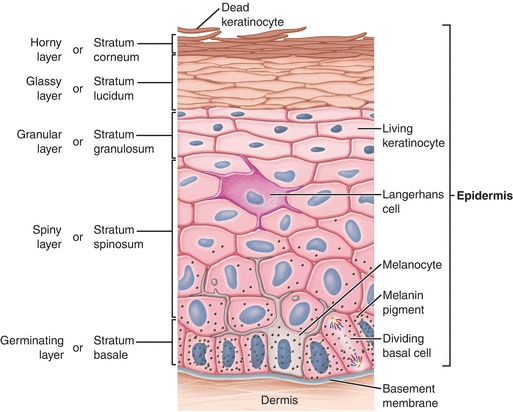 Dead
keratinocyte
Horny
layer
or
Stratum
corneum
Glassy
layer
or
Stratum
lucidum
Granular
layer
or
Stratum
granulosum
Living
keratinocyte
Langerhans
cell
Epidermis
Spiny
layer
or
Stratum
spinosum
Melanocyte
Melanin
pigment
Germinating
layer
or
Stratum
basale
Dividing
basal cell
Basement
membrane
Dermis